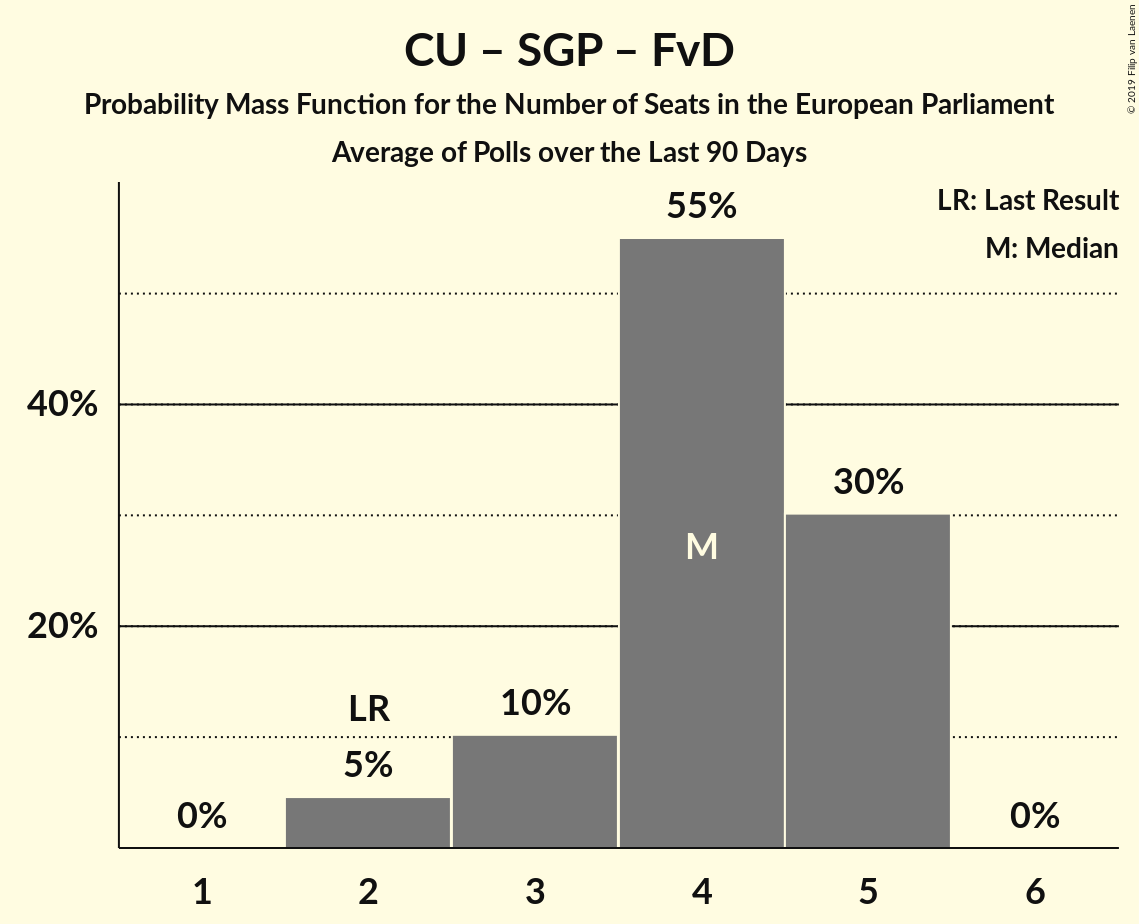 CU – SGP – FvD
Probability Mass Function for the Number of Seats in the European Parliament
Average of Polls over the Last 90 Days
© 2019 Filip van Laenen
LR: Last Result
M: Median
55%
40%
30%
M
20%
LR
10%
5%
0%
0%
1 2 3 4 5 6